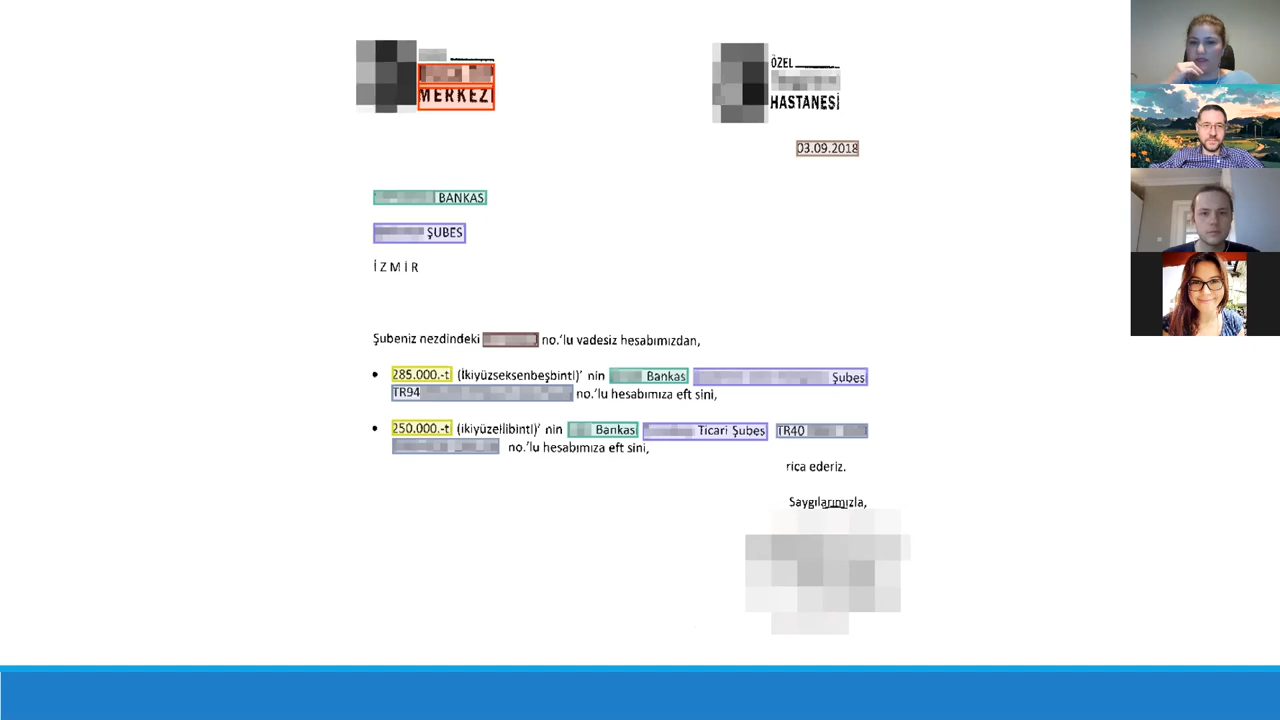 MERKEZİ
ÖZEL
HASTANESİ
03.09.2018
BANKAS
ŞUBES
İZMİR
Şubeniz nezdindeki no.'lu vadesiz hesabımızdan,
• 285.000.-t (İkiyüzseksenbeşbintl)' nin Bankas Şubes
TR94 no.'lu hesabımıza eft sini,
• 250.000.-t (ikiyüzellibintl)' nin Bankas Ticari Şubes TR40
no.'lu hesabımıza eft sini,
rica ederiz.
Saygılarımızla,